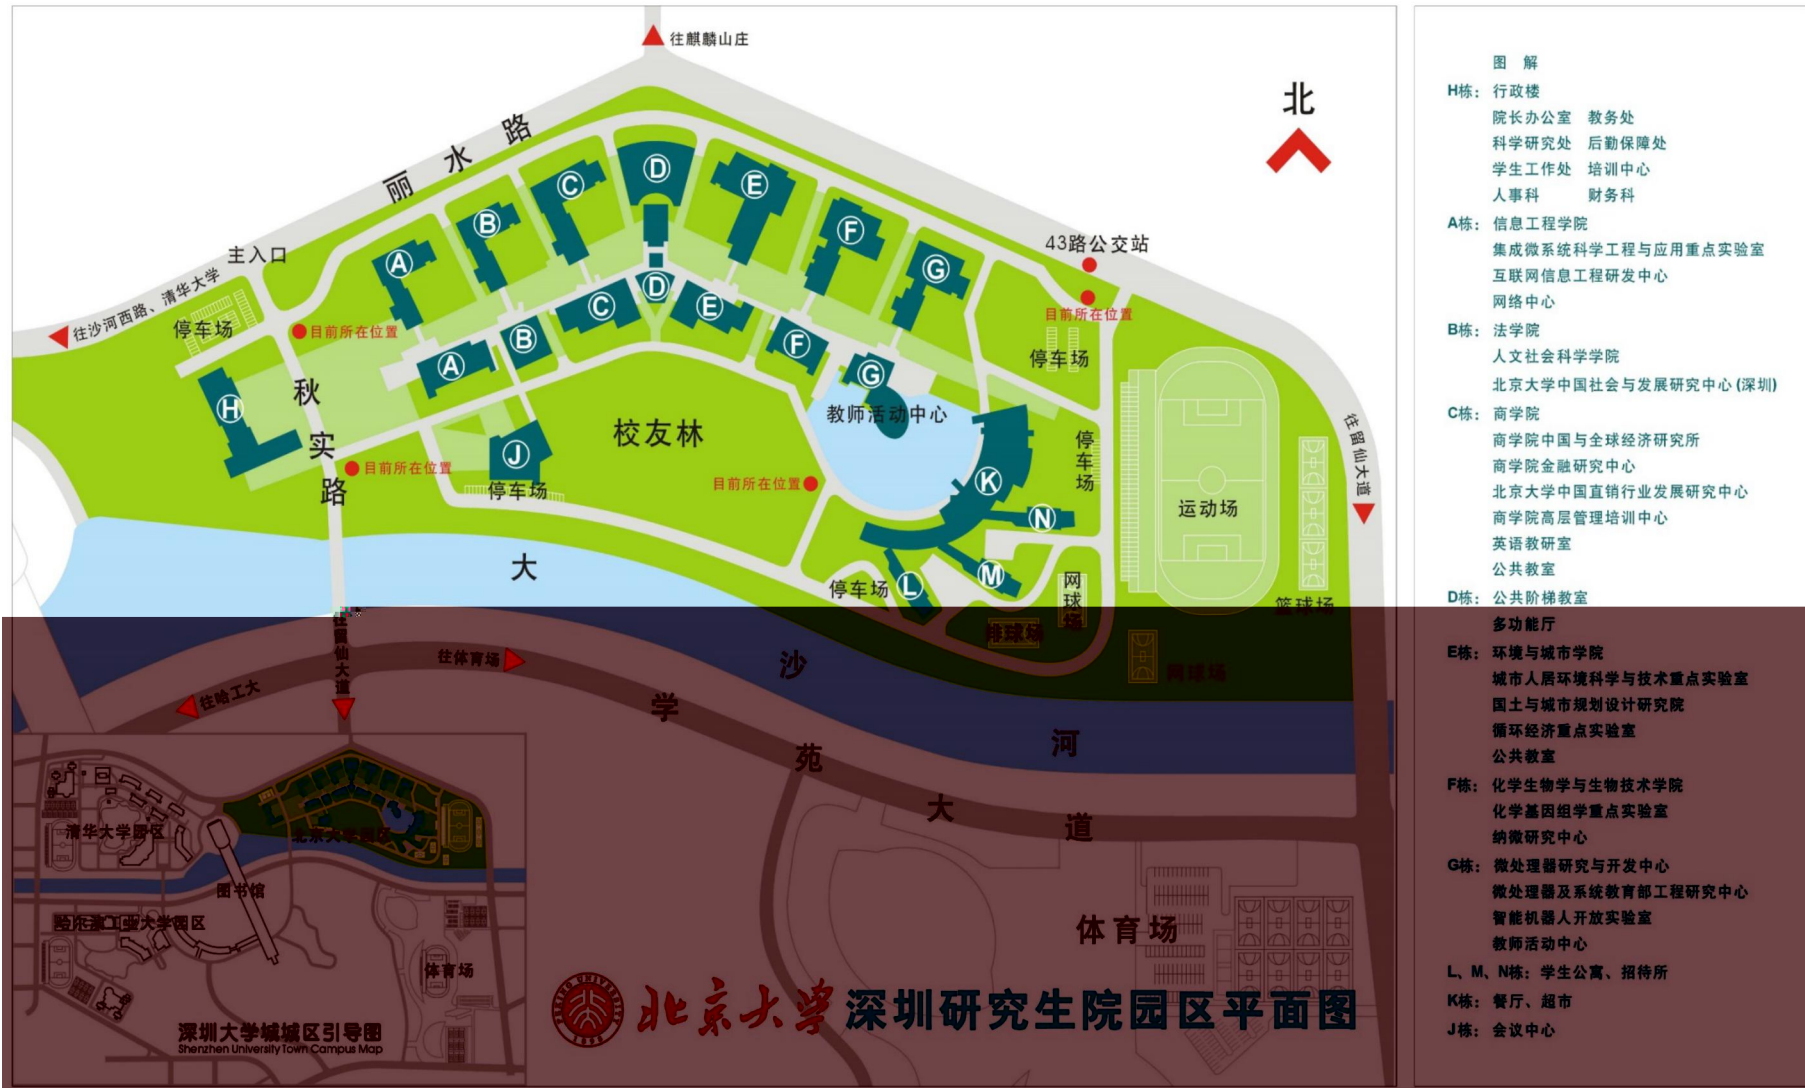 往麒麟山庄
北
丽水路
主入口
43路公交站
往沙河西路、清华大学
停车场
目前所在位置
目前所在位置
停车场
A
B
C
D
E
F
G
A
B
C
D
E
F
G
H
秋实路
校友林
教师活动中心
J
停车场
目前所在位置
目前所在位置
K
N
M
L
停车场
停车场
运动场
往留仙大道
网球场
篮球场
排球场
网球场
大沙河
往留仙大道
往体育场
往哈工大
学苑大道
体育场
清华大学园区
北京大学园区
图书馆
哈尔滨工业大学园区
体育场
深圳大学城城区引导图
Shenzhen University Town Campus Map
PEKING UNIVERSITY
1898
北京大学深圳研究生院园区平面图
图 解
H栋：行政楼
院长办公室 教务处
科学研究处 后勤保障处
学生工作处 培训中心
人事科 财务科
A栋：信息工程学院
集成微系统科学工程与应用重点实验室
互联网信息工程研发中心
网络中心
B栋：法学院
人文社会科学学院
北京大学中国社会与发展研究中心(深圳)
C栋：商学院
商学院中国与全球经济研究所
商学院金融研究中心
北京大学中国直销行业发展研究中心
商学院高层管理培训中心
英语教研室
公共教室
D栋：公共阶梯教室
多功能厅
E栋：环境与城市学院
城市人居环境科学与技术重点实验室
国土与城市规划设计研究院
循环经济重点实验室
公共教室
F栋：化学生物学与生物技术学院
化学基因组学重点实验室
纳微研究中心
G栋：微处理器研究与开发中心
微处理器及系统教育部工程研究中心
智能机器人开放实验室
教师活动中心
L、M、N栋：学生公寓、招待所
K栋：餐厅、超市
J栋：会议中心